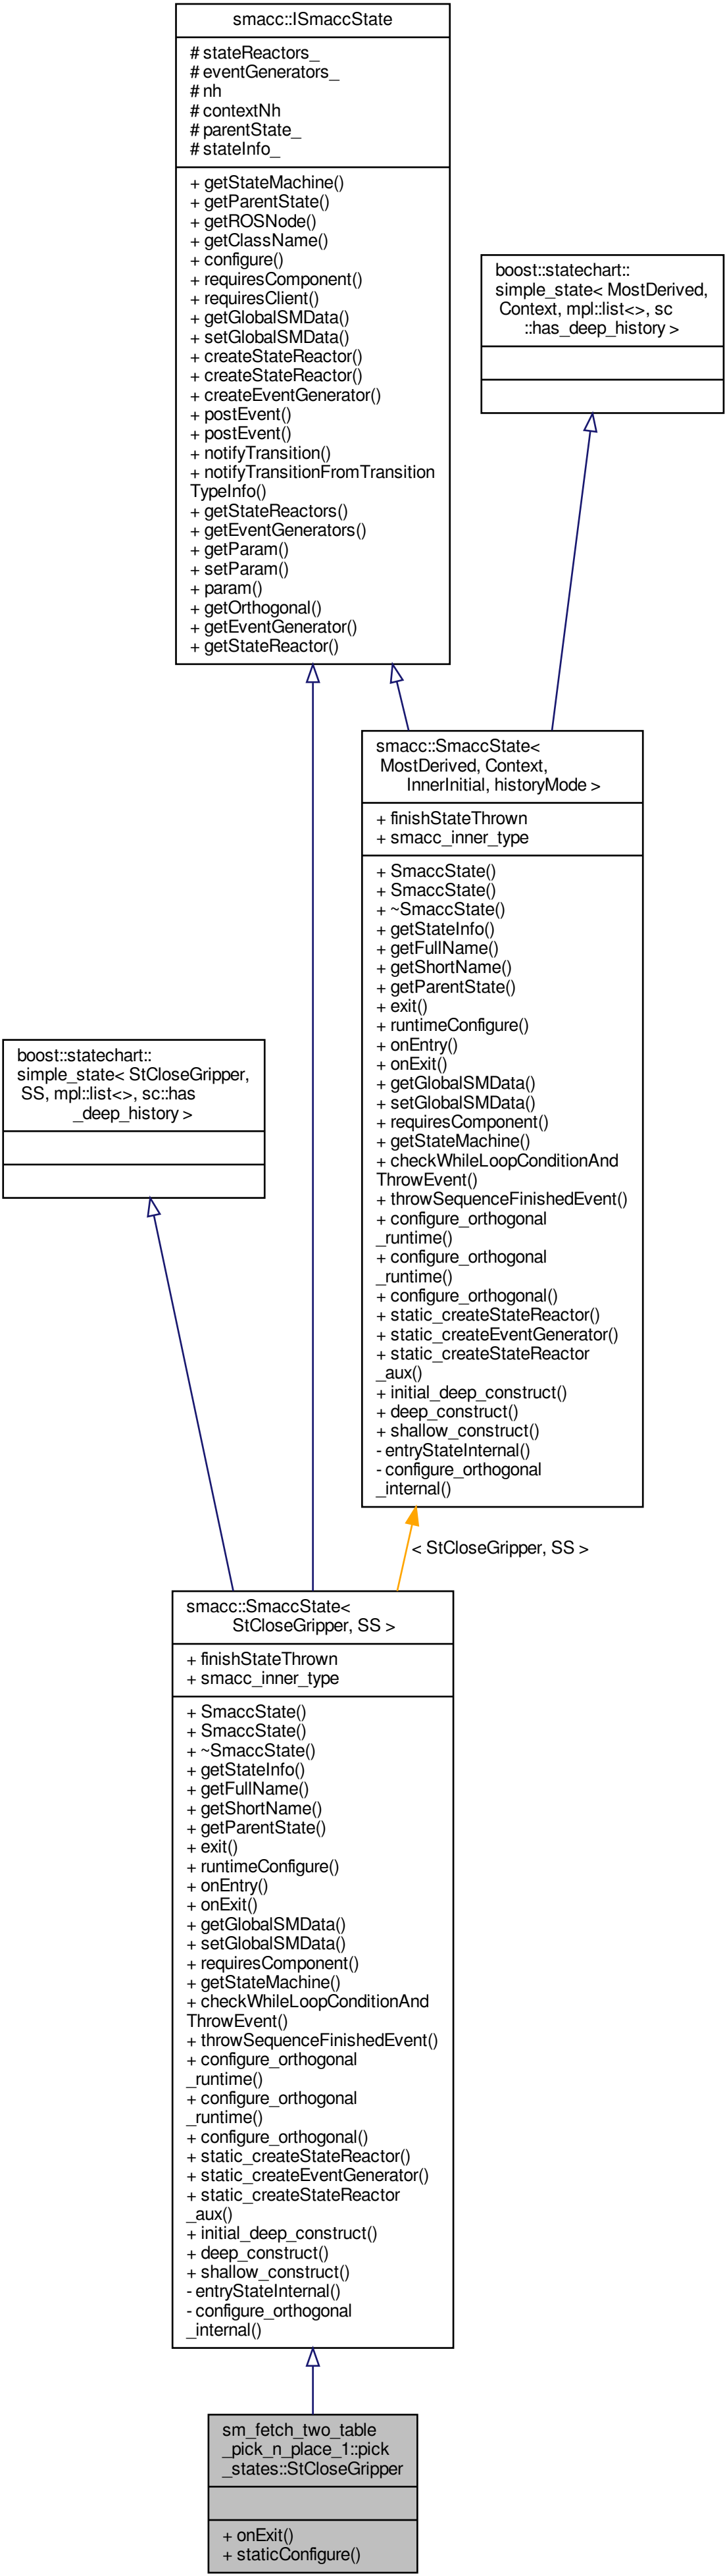 smacc::ISmaccState
# stateReactors_
# eventGenerators_
# nh
# contextNh
# parentState_
# stateInfo_
+ getStateMachine()
+ getParentState()
+ getROSNode()
+ getClassName()
+ configure()
+ requiresComponent()
+ requiresClient()
+ getGlobalSMData()
+ setGlobalSMData()
+ createStateReactor()
+ createStateReactor()
+ createEventGenerator()
+ postEvent()
+ postEvent()
+ notifyTransition()
+ notifyTransitionFromTransition
TypeInfo()
+ getStateReactors()
+ getEventGenerators()
+ getParam()
+ setParam()
+ param()
+ getOrthogonal()
+ getEventGenerator()
+ getStateReactor()
boost::statechart::
simple_state< MostDerived,
Context, mpl::list<>, sc
::has_deep_history >
smacc::SmaccState<
MostDerived, Context,
InnerInitial, historyMode >
+ finishStateThrown
+ smacc_inner_type
+ SmaccState()
+ SmaccState()
+ ~SmaccState()
+ getStateInfo()
+ getFullName()
+ getShortName()
+ getParentState()
+ exit()
+ runtimeConfigure()
+ onEntry()
+ onExit()
+ getGlobalSMData()
+ setGlobalSMData()
+ requiresComponent()
+ getStateMachine()
+ checkWhileLoopConditionAnd
ThrowEvent()
+ throwSequenceFinishedEvent()
+ configure_orthogonal
_runtime()
+ configure_orthogonal
_runtime()
+ configure_orthogonal()
+ static_createStateReactor()
+ static_createEventGenerator()
+ static_createStateReactor
_aux()
+ initial_deep_construct()
+ deep_construct()
+ shallow_construct()
- entryStateInternal()
- configure_orthogonal
_internal()
boost::statechart::
simple_state< StCloseGripper,
SS, mpl::list<>, sc::has
_deep_history >
< StCloseGripper, SS >
smacc::SmaccState<
StCloseGripper, SS >
+ finishStateThrown
+ smacc_inner_type
+ SmaccState()
+ SmaccState()
+ ~SmaccState()
+ getStateInfo()
+ getFullName()
+ getShortName()
+ getParentState()
+ exit()
+ runtimeConfigure()
+ onEntry()
+ onExit()
+ getGlobalSMData()
+ setGlobalSMData()
+ requiresComponent()
+ getStateMachine()
+ checkWhileLoopConditionAnd
ThrowEvent()
+ throwSequenceFinishedEvent()
+ configure_orthogonal
_runtime()
+ configure_orthogonal
_runtime()
+ configure_orthogonal()
+ static_createStateReactor()
+ static_createEventGenerator()
+ static_createStateReactor
_aux()
+ initial_deep_construct()
+ deep_construct()
+ shallow_construct()
- entryStateInternal()
- configure_orthogonal
_internal()
sm_fetch_two_table
_pick_n_place_1::pick
_states::StCloseGripper
+ onExit()
+ staticConfigure()